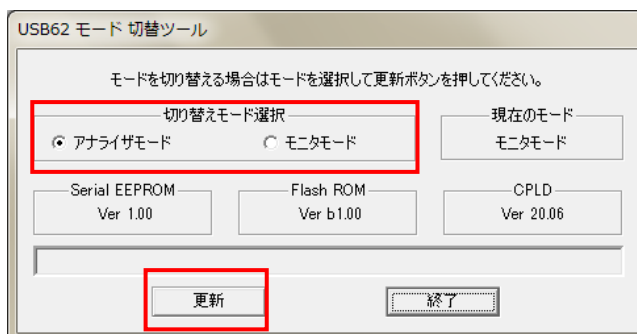 USB62 モード 切替ツール
モードを切り替える場合はモードを選択して更新ボタンを押してください。
切り替えモード選択
現在のモード
アナライザモード
モニタモード
モニタモード
Serial EEPROM
Flash ROM
CPLD
Ver 1.00
Ver b1.00
Ver 20.06
更新
終了